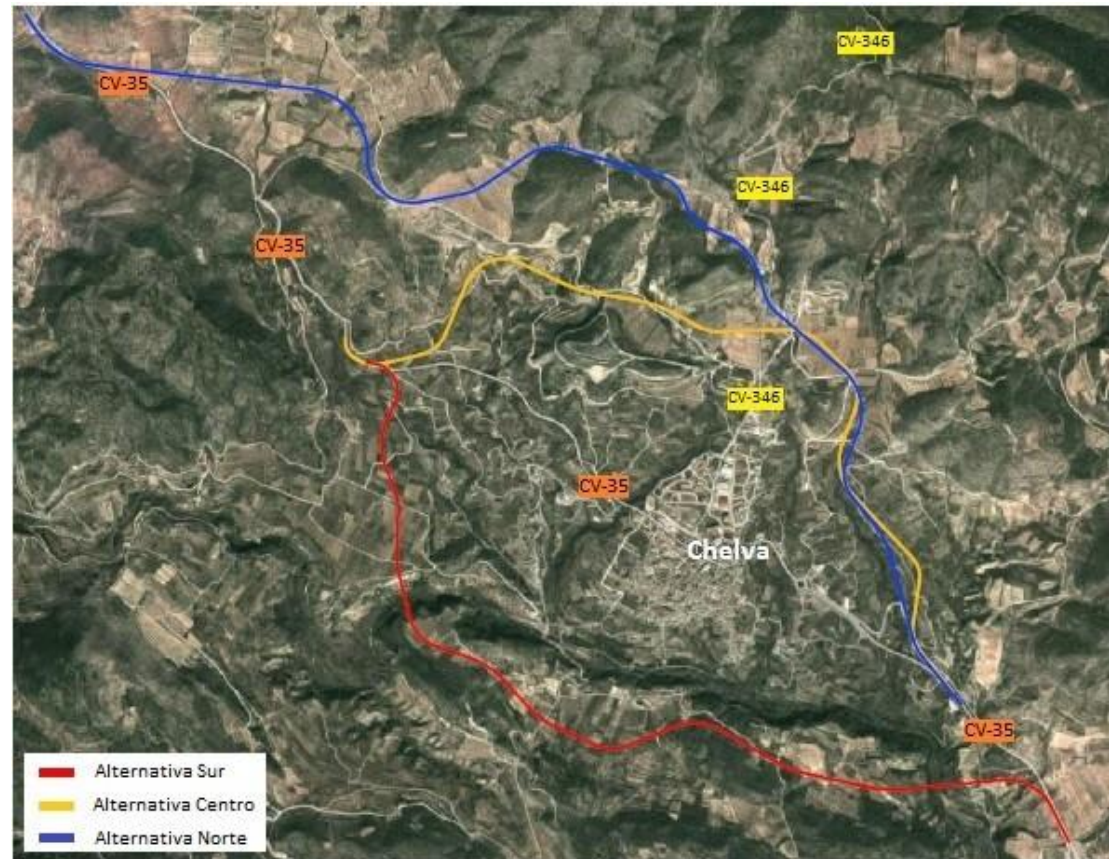 CV-346
CV-35
CV-346
CV-35
CV-346
CV-35
Chelva
CV-35
Alternativa Sur
Alternativa Centro
Alternativa Norte